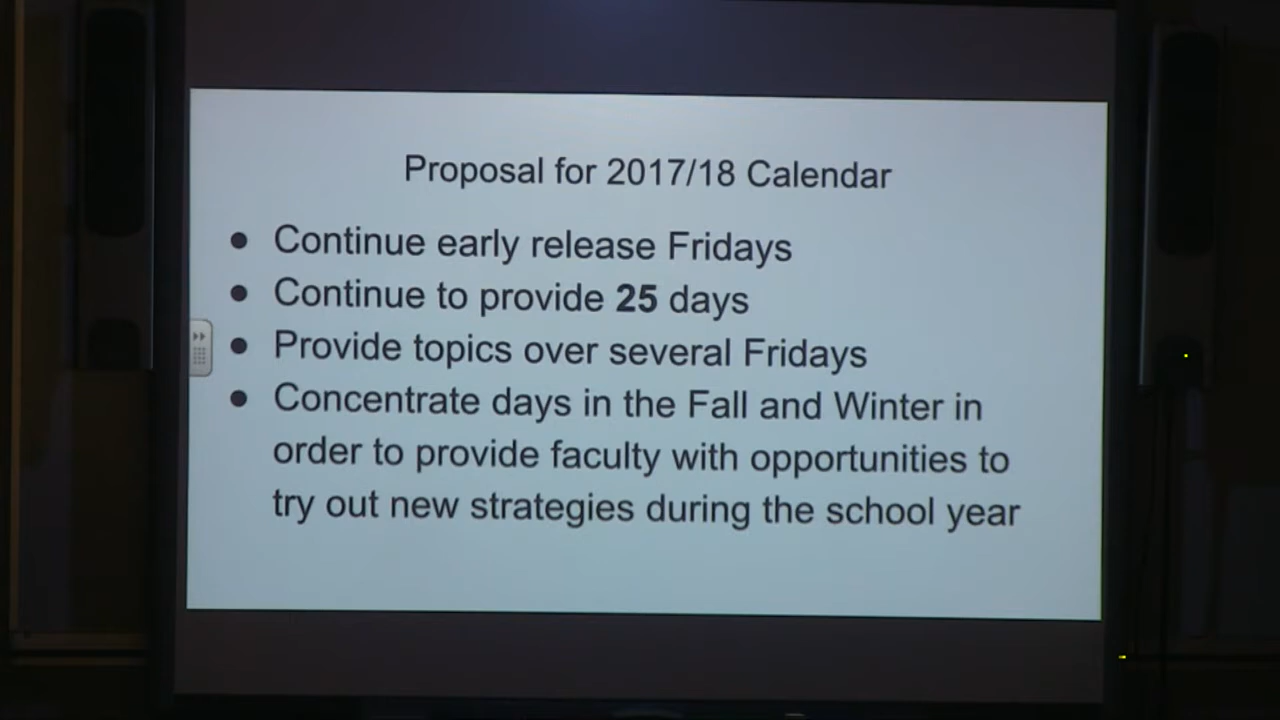 Proposal for 2017/18 Calendar
● Continue early release Fridays
● Continue to provide 25 days
● Provide topics over several Fridays
● Concentrate days in the Fall and Winter in
order to provide faculty with opportunities to
try out new strategies during the school year